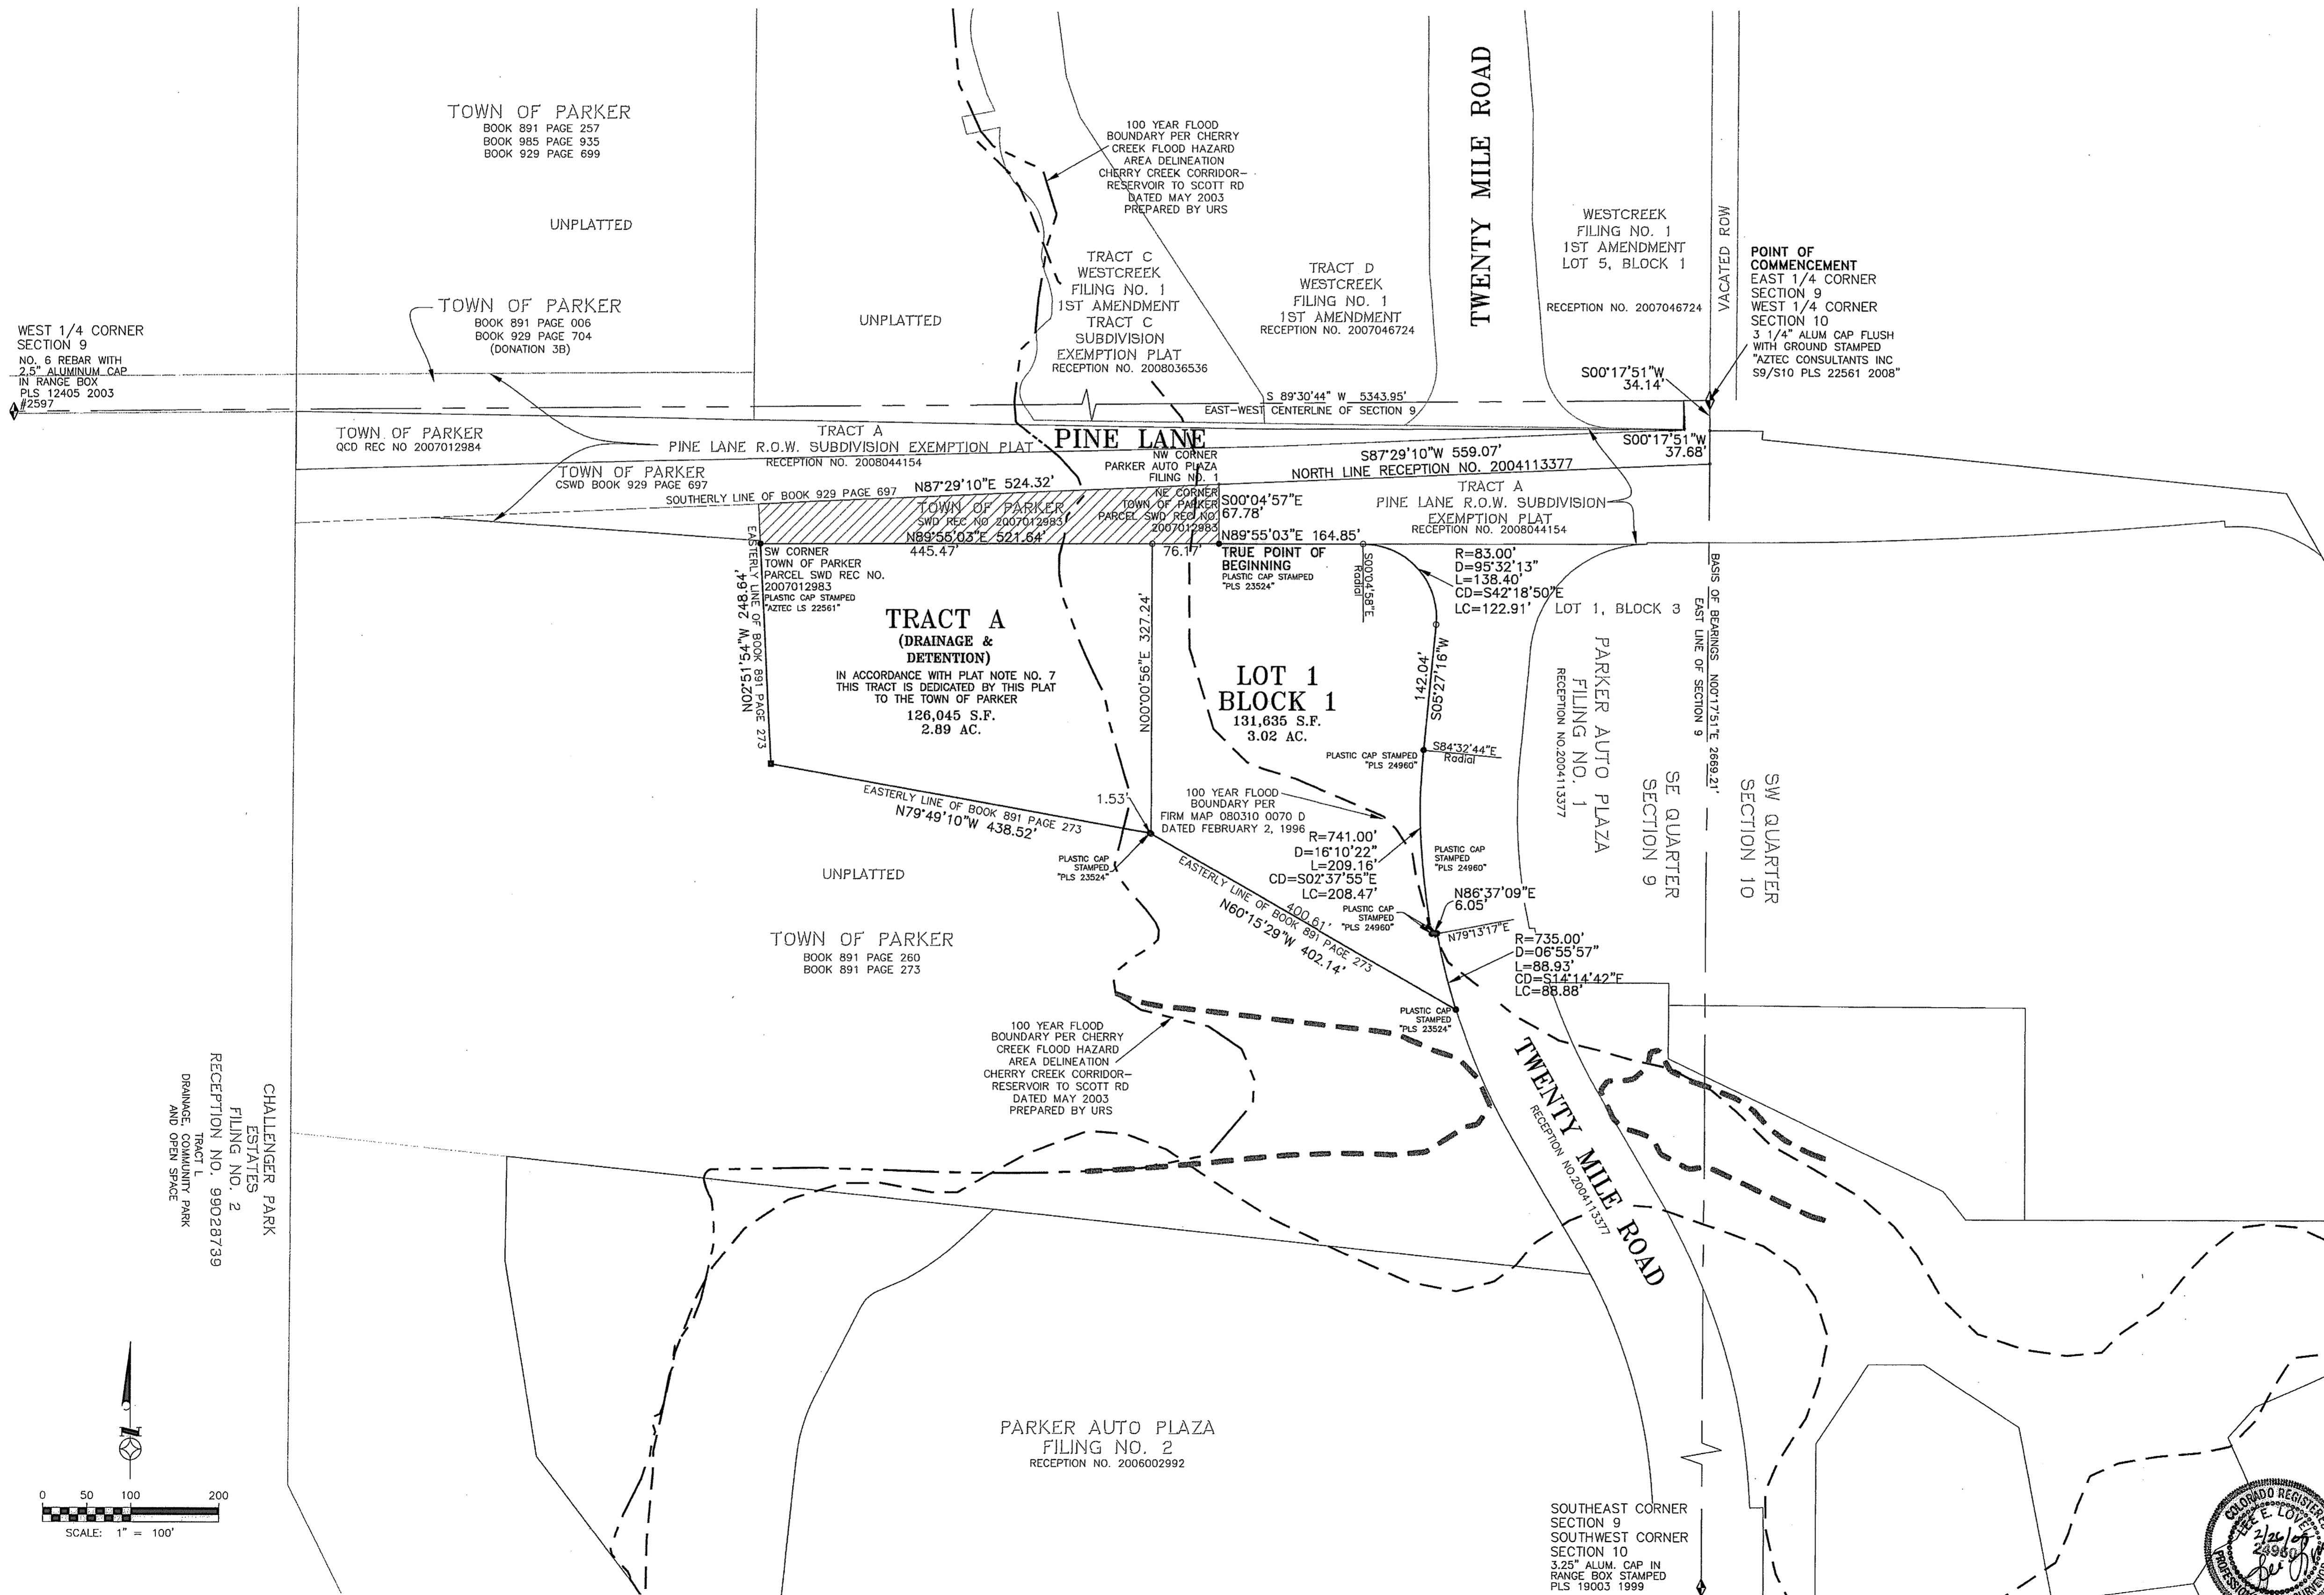 TOWN OF PARKER
BOOK 891 PAGE 257
BOOK 985 PAGE 935
BOOK 929 PAGE 699
UNPLATTED
100 YEAR FLOOD
BOUNDARY PER CHERRY
CREEK FLOOD HAZARD
AREA DELINEATION
CHERRY CREEK CORRIDOR-
RESERVOIR TO SCOTT RD
DATED MAY 2003
PREPARED BY URS
TWENTY MILE ROAD
WESTCREEK
FILING NO. 1
1ST AMENDMENT
LOT 5, BLOCK 1
RECEPTION NO. 2007046724
VACATED ROW
POINT OF
COMMENCEMENT
EAST 1/4 CORNER
SECTION 9
WEST 1/4 CORNER
SECTION 10
3 1/4" ALUM CAP FLUSH
WITH GROUND STAMPED
"AZTEC CONSULTANTS INC
S9/S10 PLS 22561 2008"
TRACT C
WESTCREEK
FILING NO. 1
1ST AMENDMENT
TRACT C
SUBDIVISION
EXEMPTION PLAT
RECEPTION NO. 2008036536
TRACT D
WESTCREEK
FILING NO. 1
1ST AMENDMENT
RECEPTION NO. 2007046724
TOWN OF PARKER
BOOK 891 PAGE 006
BOOK 929 PAGE 704
(DONATION 3B)
UNPLATTED
WEST 1/4 CORNER
SECTION 9
NO. 6 REBAR WITH
2.5" ALUMINUM CAP
IN RANGE BOX
PLS 12405 2003
#2597
S00°17'51"W
34.14'
S 89°30'44" W 5343.95'
EAST-WEST CENTERLINE OF SECTION 9
TOWN OF PARKER
QCD REC NO 2007012984
TRACT A
PINE LANE R.O.W. SUBDIVISION EXEMPTION PLAT
RECEPTION NO. 2008044154
PINE LANE
NW CORNER
PARKER AUTO PLAZA
FILING NO. 1
S87°29'10"W 559.07'
NORTH LINE RECEPTION NO. 2004113377
S00°17'51"W
37.68'
TOWN OF PARKER
CSWD BOOK 929 PAGE 697
SOUTHERLY LINE OF BOOK 929 PAGE 697
N87°29'10"E 524.32'
TOWN OF PARKER
SWD REC NO 2007012983
N89°55'03"E 521.64'
NE CORNER
TOWN OF PARKER
PARCEL SWD REC NO.
2007012983
S00°04'57"E
67.78'
N89°55'03"E 164.85'
TRACT A
PINE LANE R.O.W. SUBDIVISION
EXEMPTION PLAT
RECEPTION NO. 2008044154
445.47'
76.17'
SW CORNER
TOWN OF PARKER
PARCEL SWD REC NO.
2007012983
PLASTIC CAP STAMPED
"AZTEC LS 22561"
TRUE POINT OF
BEGINNING
PLASTIC CAP STAMPED
"PLS 23524"
S00°04'58"E
Radial
R=83.00'
D=95°32'13"
L=138.40'
CD=S42°18'50"E
LC=122.91'
LOT 1, BLOCK 3
PARKER AUTO PLAZA
FILING NO. 1
RECEPTION NO.2004113377
BASIS OF BEARINGS N00°17'51"E 2669.21'
EAST LINE OF SECTION 9
SE QUARTER
SECTION 9
SW QUARTER
SECTION 10
N02°51'54"W 248.64'
EASTERLY LINE OF BOOK 891 PAGE 273
TRACT A
(DRAINAGE &
DETENTION)
IN ACCORDANCE WITH PLAT NOTE NO. 7
THIS TRACT IS DEDICATED BY THIS PLAT
TO THE TOWN OF PARKER
126,045 S.F.
2.89 AC.
N00°00'56"E 327.24'
LOT 1
BLOCK 1
131,635 S.F.
3.02 AC.
142.04'
S05°27'16"W
PLASTIC CAP STAMPED
"PLS 24960"
S84°32'44"E
Radial
EASTERLY LINE OF BOOK 891 PAGE 273
N79°49'10"W 438.52'
1.53'
100 YEAR FLOOD
BOUNDARY PER
FIRM MAP 080310 0070 D
DATED FEBRUARY 2, 1996
R=741.00'
D=16°10'22"
L=209.16'
CD=S02°37'55"E
LC=208.47'
PLASTIC CAP
STAMPED
"PLS 24960"
PLASTIC CAP
STAMPED
"PLS 23524"
N86°37'09"E
6.05'
PLASTIC CAP
STAMPED
"PLS 24960"
N79°13'17"E
EASTERLY LINE OF BOOK 891 PAGE 273
400.61'
N60°15'29"W 402.14'
R=735.00'
D=06°55'57"
L=88.93'
CD=S14°14'42"E
LC=88.88'
PLASTIC CAP
STAMPED
"PLS 23524"
UNPLATTED
TOWN OF PARKER
BOOK 891 PAGE 260
BOOK 891 PAGE 273
100 YEAR FLOOD
BOUNDARY PER CHERRY
CREEK FLOOD HAZARD
AREA DELINEATION
CHERRY CREEK CORRIDOR-
RESERVOIR TO SCOTT RD
DATED MAY 2003
PREPARED BY URS
TWENTY MILE ROAD
RECEPTION NO.2004113377
CHALLENGER PARK
ESTATES
FILING NO. 2
RECEPTION NO. 99028739
TRACT L
DRAINAGE, COMMUNITY PARK
AND OPEN SPACE
PARKER AUTO PLAZA
FILING NO. 2
RECEPTION NO. 2006002992
N
0 50 100 200
SCALE: 1" = 100'
SOUTHEAST CORNER
SECTION 9
SOUTHWEST CORNER
SECTION 10
3.25" ALUM. CAP IN
RANGE BOX STAMPED
PLS 19003 1999
COLORADO
LEE E.
24960